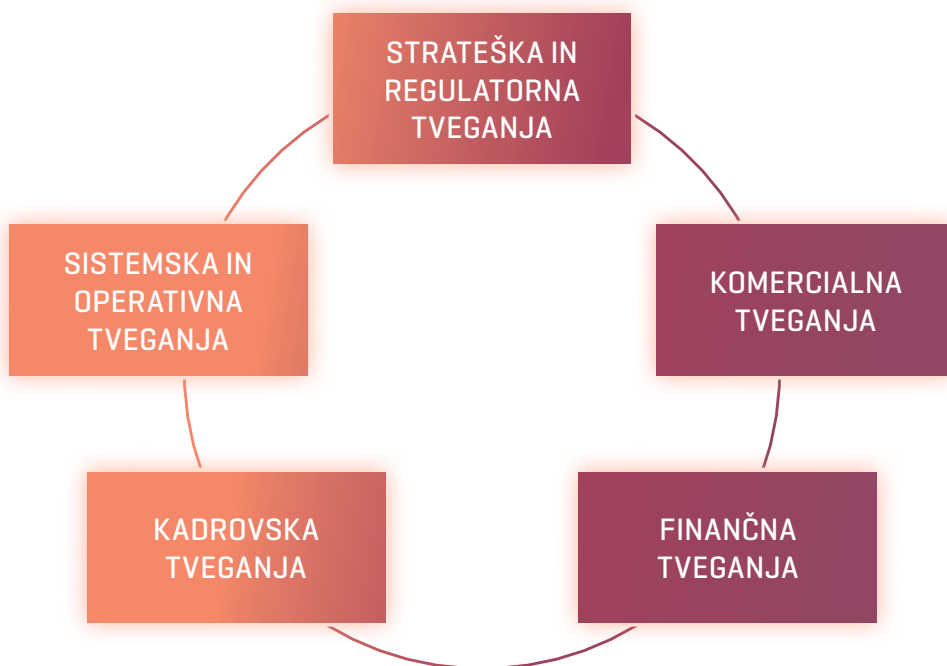 STRATEŠKA IN
REGULATORNA
TVEGANJA
SISTEMSKA IN
OPERATIVNA
TVEGANJA
KOMERCIALNA
TVEGANJA
KADROVSKA
TVEGANJA
FINANČNA
TVEGANJA